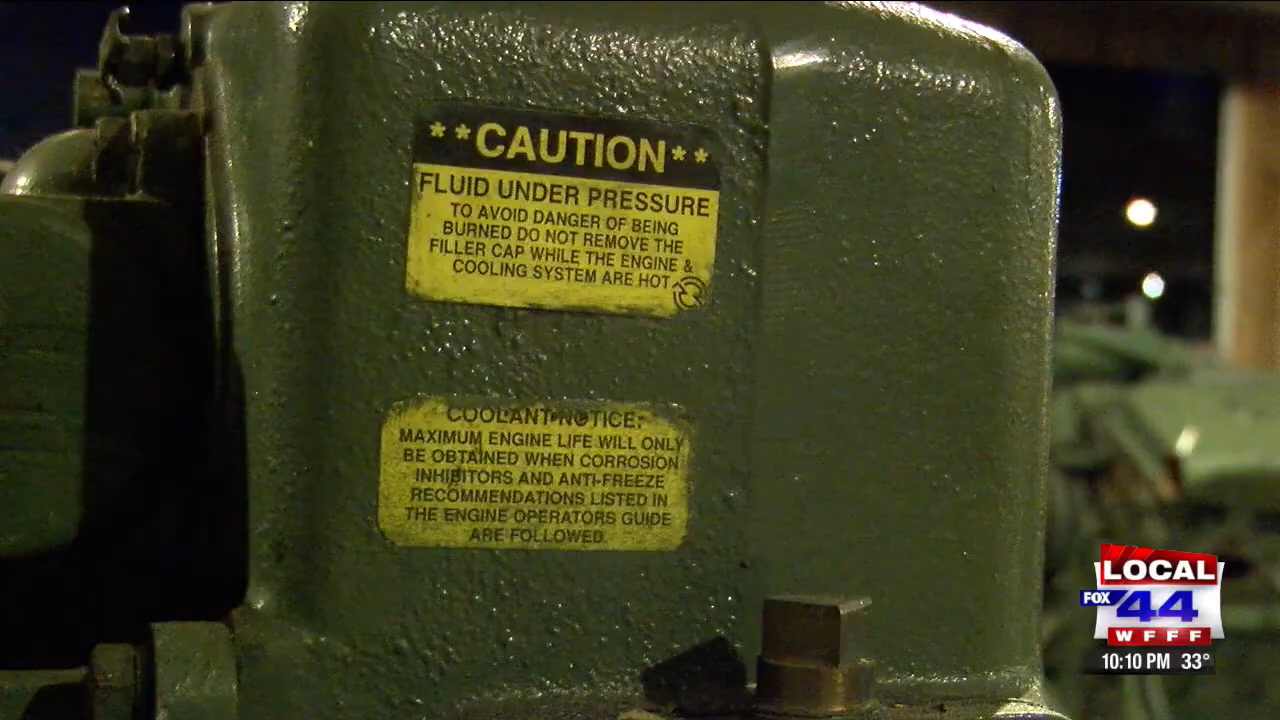 **CAUTION**
FLUID UNDER PRESSURE
TO AVOID DANGER OF BEING
BURNED DO NOT REMOVE THE
FILLER CAP WHILE THE ENGINE &
COOLING SYSTEM ARE HOT
COOLANT NOTICE:
MAXIMUM ENGINE LIFE WILL ONLY
BE OBTAINED WHEN CORROSION
INHIBITORS AND ANTI-FREEZE
RECOMMENDATIONS LISTED IN
THE ENGINE OPERATORS GUIDE
ARE FOLLOWED.
LOCAL
FOX 44
WFFF
10:10 PM 33°